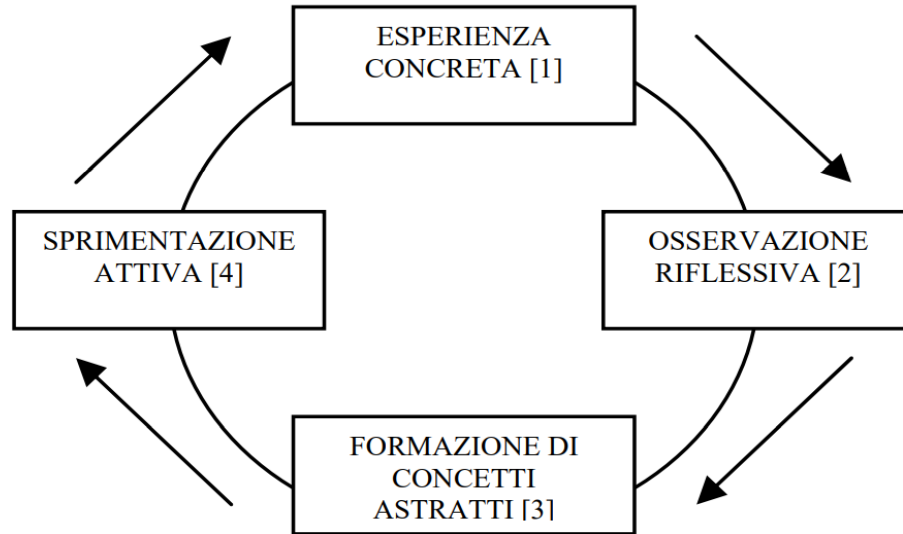 ESPERIENZA
CONCRETA [1]
SPRIMENTAZIONE
ATTIVA [4]
OSSERVAZIONE
RIFLESSIVA [2]
FORMAZIONE DI
CONCETTI
ASTRATTI [3]